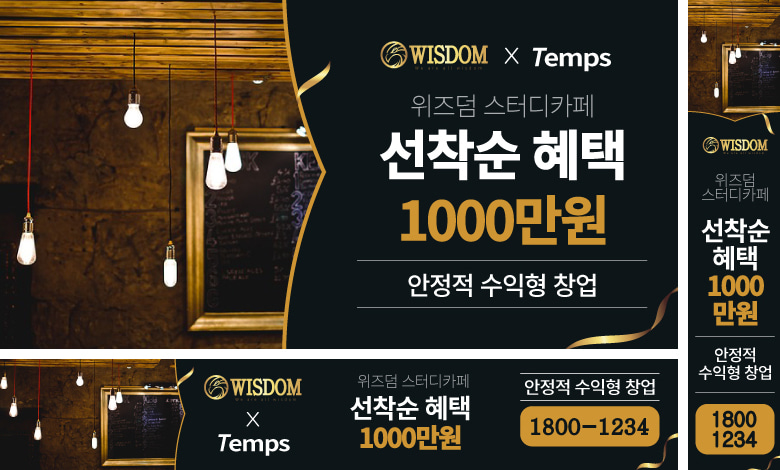 WISDOM X Temps
위즈덤 스터디카페
선착순 혜택
1000만원
안정적 수익형 창업
WISDOM
위즈덤
스터디카페
선착순
혜택
1000
만원
안정적
수익형 창업
1800
1234
WISDOM
X
Temps
위즈덤 스터디카페
선착순 혜택
1000만원
안정적 수익형 창업
1800-1234